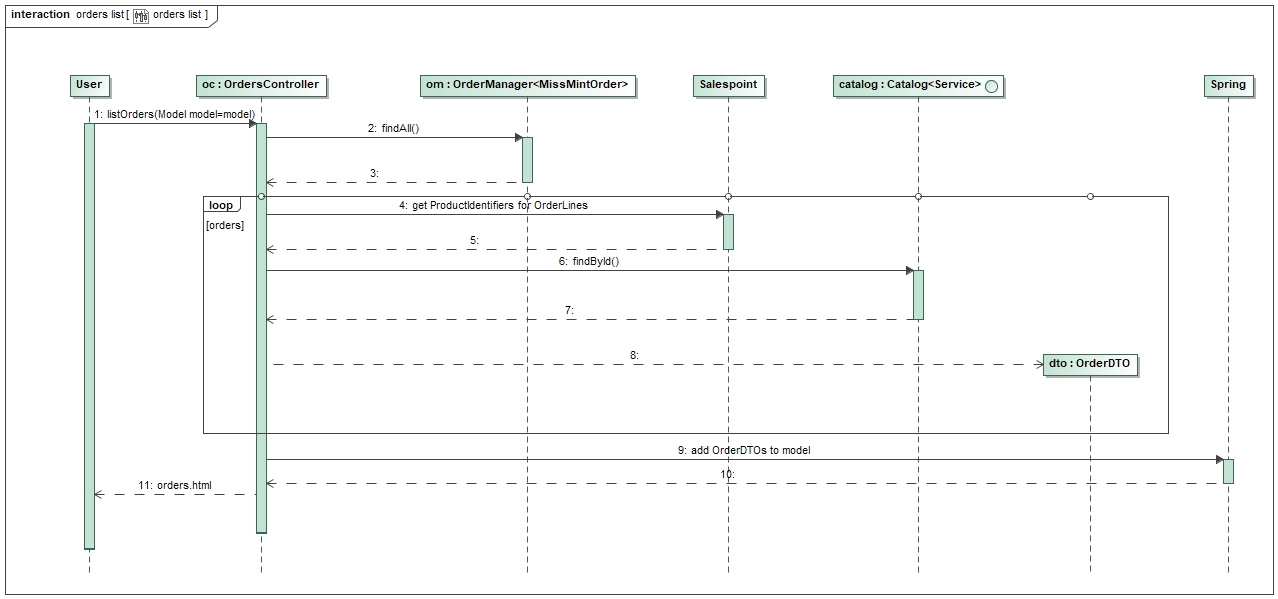 interaction orders list[ orders list ]
User
oc : OrdersController
om : OrderManager<MissMintOrder>
Salespoint
catalog : Catalog<Service>
Spring
1: listOrders(Model model=model)
2: findAll()
3:
loop
4: get ProductIdentifiers for OrderLines
[orders]
5:
6: findById()
7:
8:
dto : OrderDTO
9: add OrderDTOs to model
10:
11: orders.html